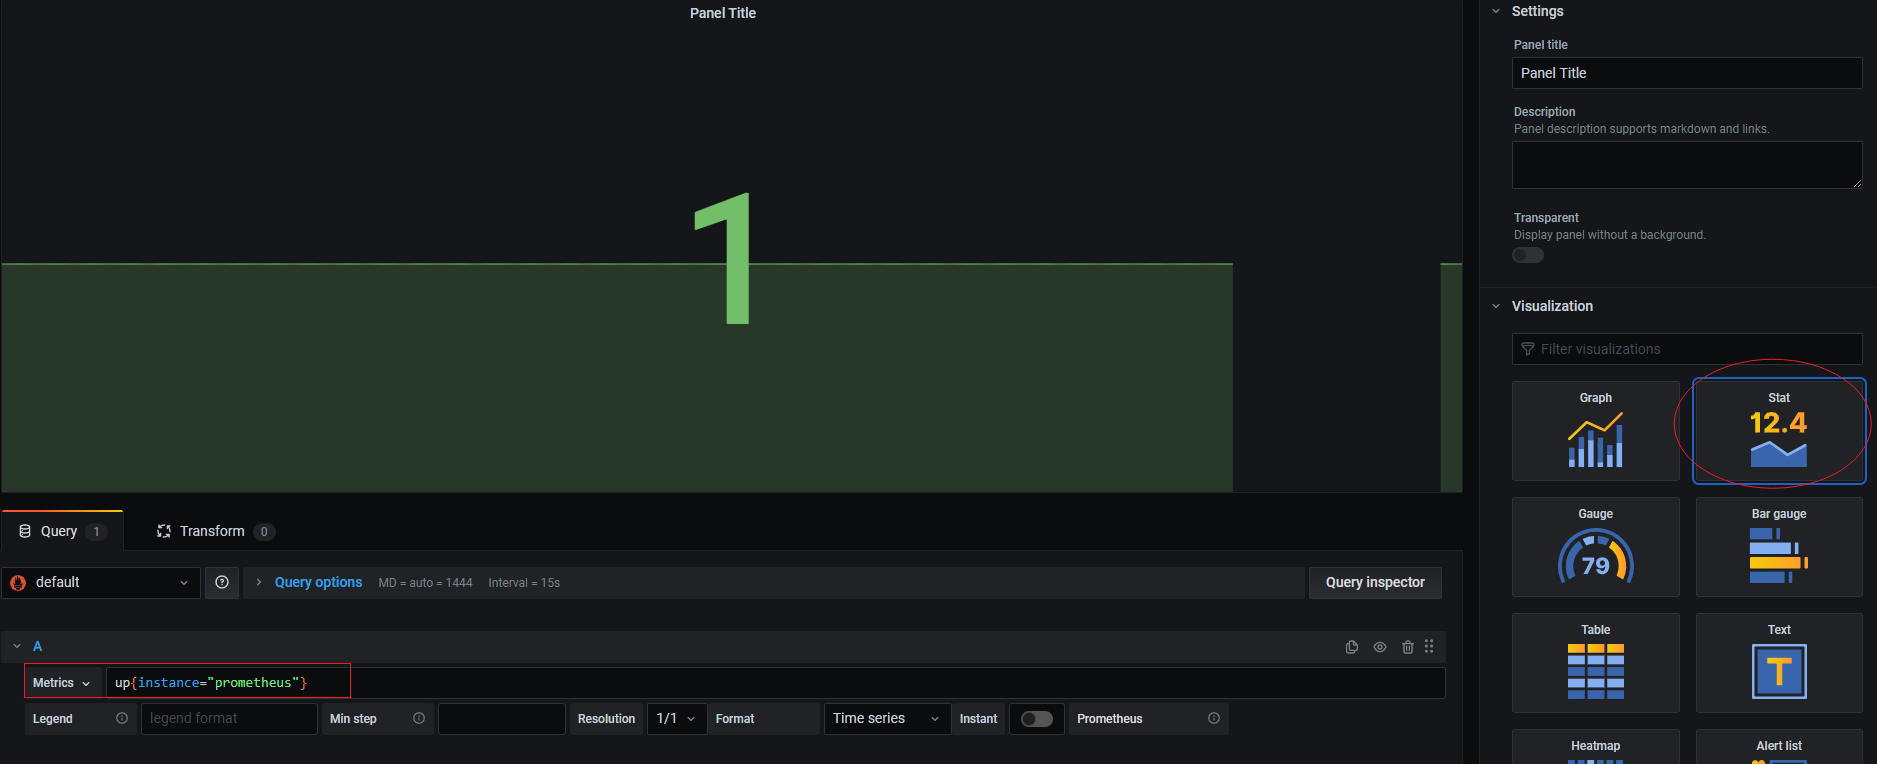 Panel Title
1
Query 1
Transform 0
default
Query options MD = auto = 1444 Interval = 15s
Query inspector
A
Metrics up{instance="prometheus"}
Legend legend format Min step Resolution 1/1 Format Time series Instant Prometheus
Settings
Panel title
Panel Title
Description
Panel description supports markdown and links.
Transparent
Display panel without a background.
Visualization
Filter visualizations
Graph
Stat
12.4
Gauge
79
Bar gauge
Table
Text
T
Heatmap
Alert list